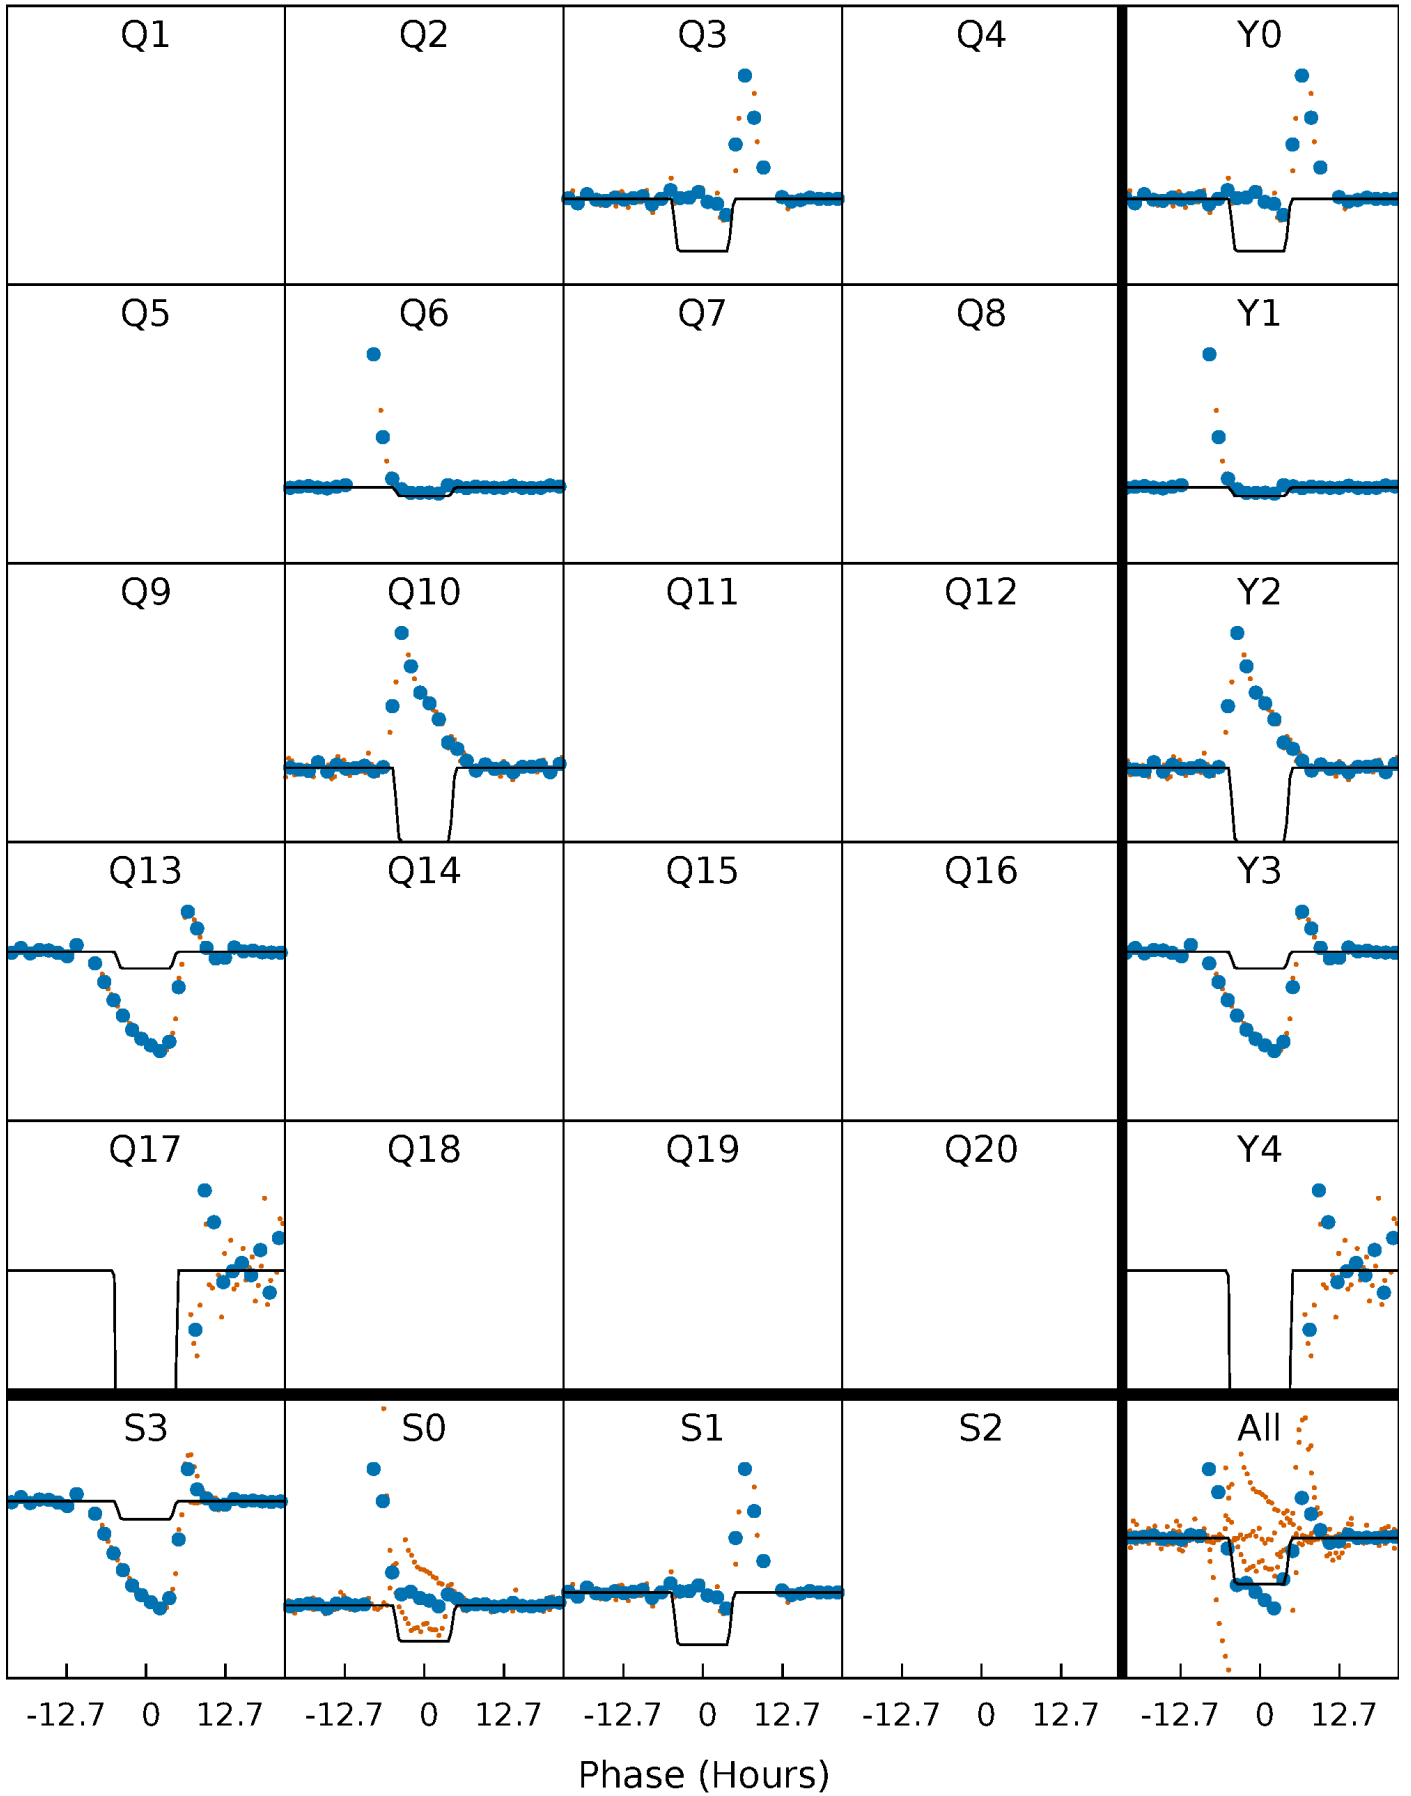 Q1 Q2 Q3 Q4 Y0
Q5 Q6 Q7 Q8 Y1
Q9 Q10 Q11 Q12 Y2
Q13 Q14 Q15 Q16 Y3
Q17 Q18 Q19 Q20 Y4
S3 S0 S1 S2 All
-12.7 0 12.7 -12.7 0 12.7 -12.7 0 12.7 -12.7 0 12.7 -12.7 0 12.7
Phase (Hours)